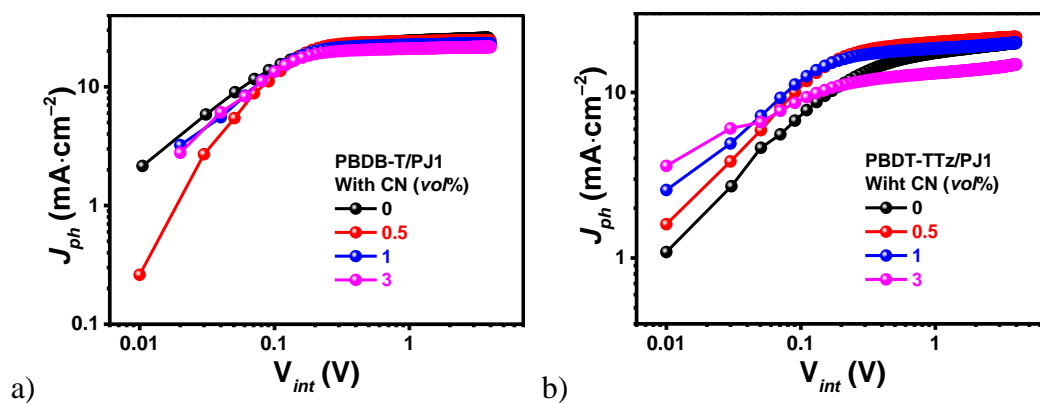 10
1
0.1
J_ph (mA·cm⁻²)
PBDB-T/PJ1
With CN (vol%)
0
0.5
1
3
0.01
0.1
1
V_int (V)
a)
10
1
J_ph (mA·cm⁻²)
PBDT-TTz/PJ1
Wiht CN (vol%)
0
0.5
1
3
0.01
0.1
1
V_int (V)
b)